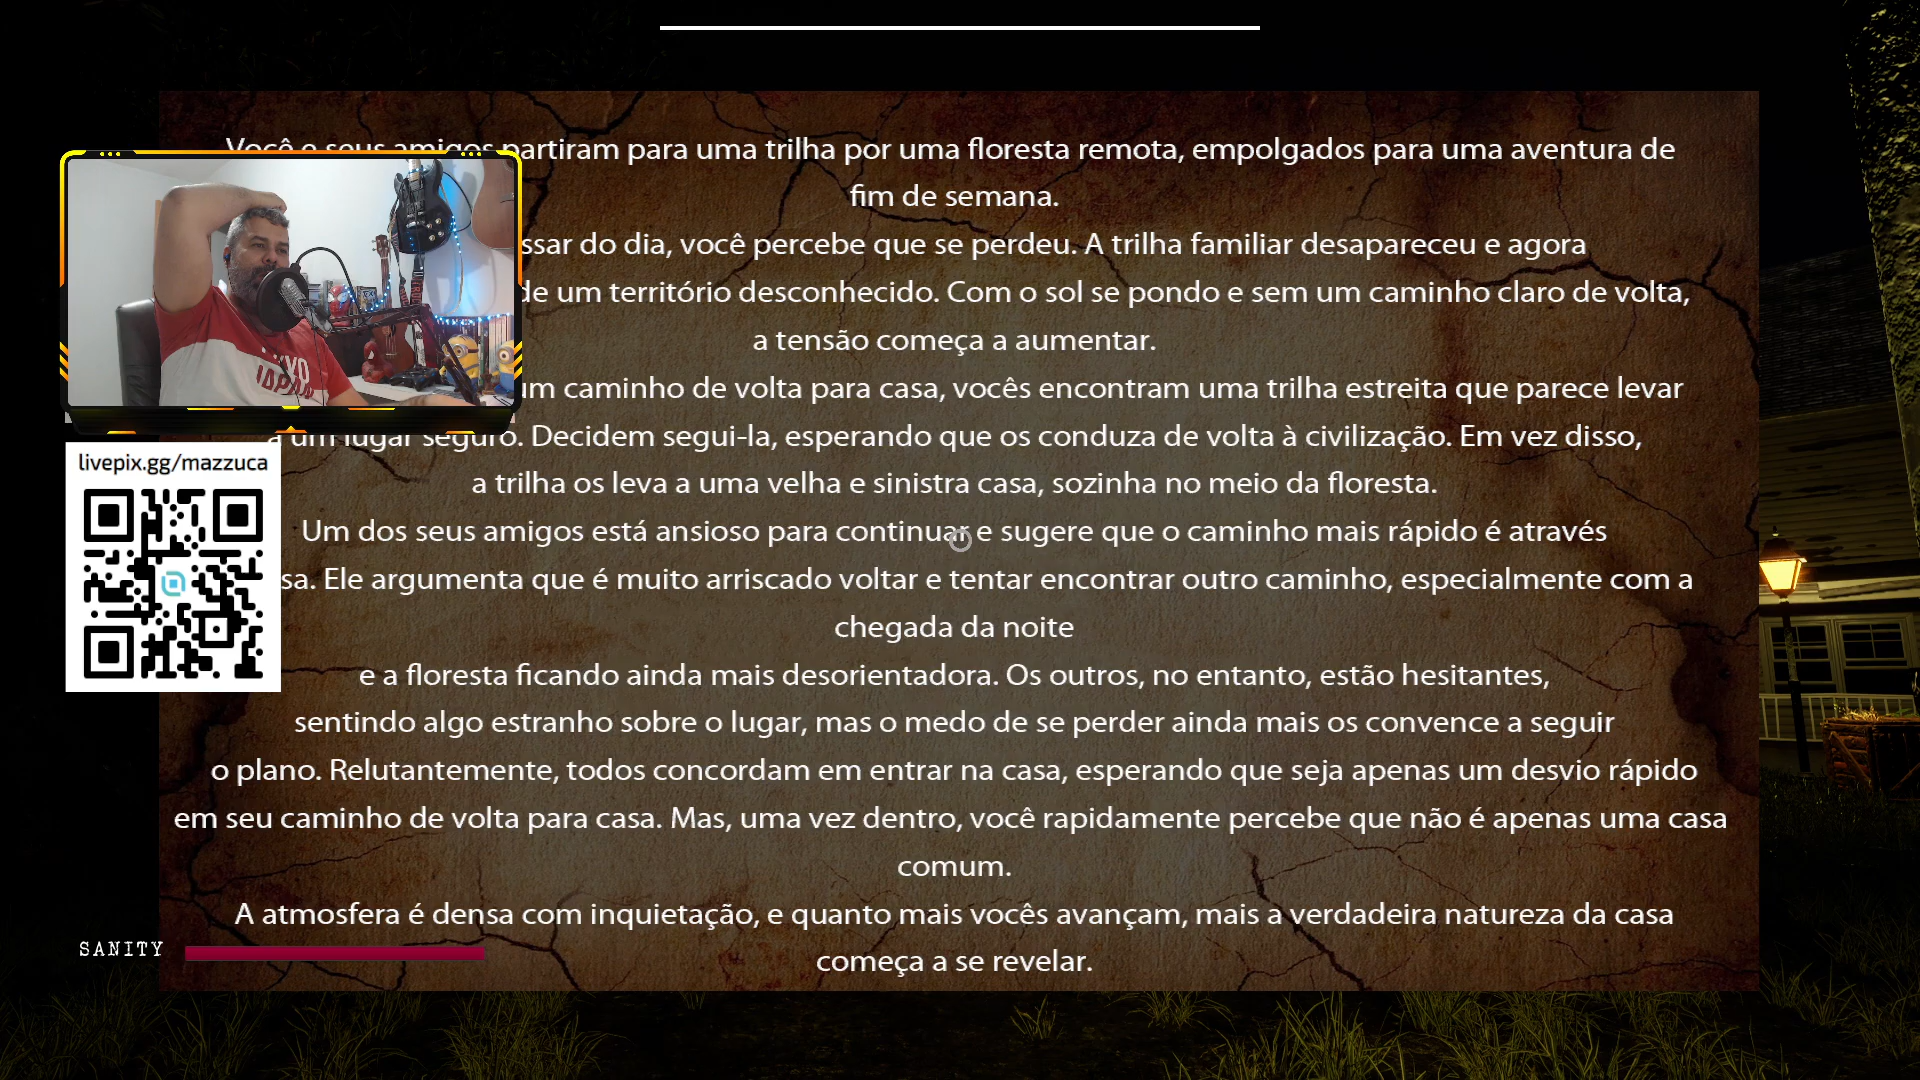 Você e seus amigos partiram para uma trilha por uma floresta remota, empolgados para uma aventura de
fim de semana.
ssar do dia, você percebe que se perdeu. A trilha familiar desapareceu e agora
de um território desconhecido. Com o sol se pondo e sem um caminho claro de volta,
a tensão começa a aumentar.
um caminho de volta para casa, vocês encontram uma trilha estreita que parece levar
a um lugar seguro. Decidem segui-la, esperando que os conduza de volta à civilização. Em vez disso,
livepix.gg/mazzuca
a trilha os leva a uma velha e sinistra casa, sozinha no meio da floresta.
Um dos seus amigos está ansioso para continuar e sugere que o caminho mais rápido é através
sa. Ele argumenta que é muito arriscado voltar e tentar encontrar outro caminho, especialmente com a
chegada da noite
e a floresta ficando ainda mais desorientadora. Os outros, no entanto, estão hesitantes,
sentindo algo estranho sobre o lugar, mas o medo de se perder ainda mais os convence a seguir
o plano. Relutantemente, todos concordam em entrar na casa, esperando que seja apenas um desvio rápido
em seu caminho de volta para casa. Mas, uma vez dentro, você rapidamente percebe que não é apenas uma casa
comum.
A atmosfera é densa com inquietação, e quanto mais vocês avançam, mais a verdadeira natureza da casa
começa a se revelar.
SANITY